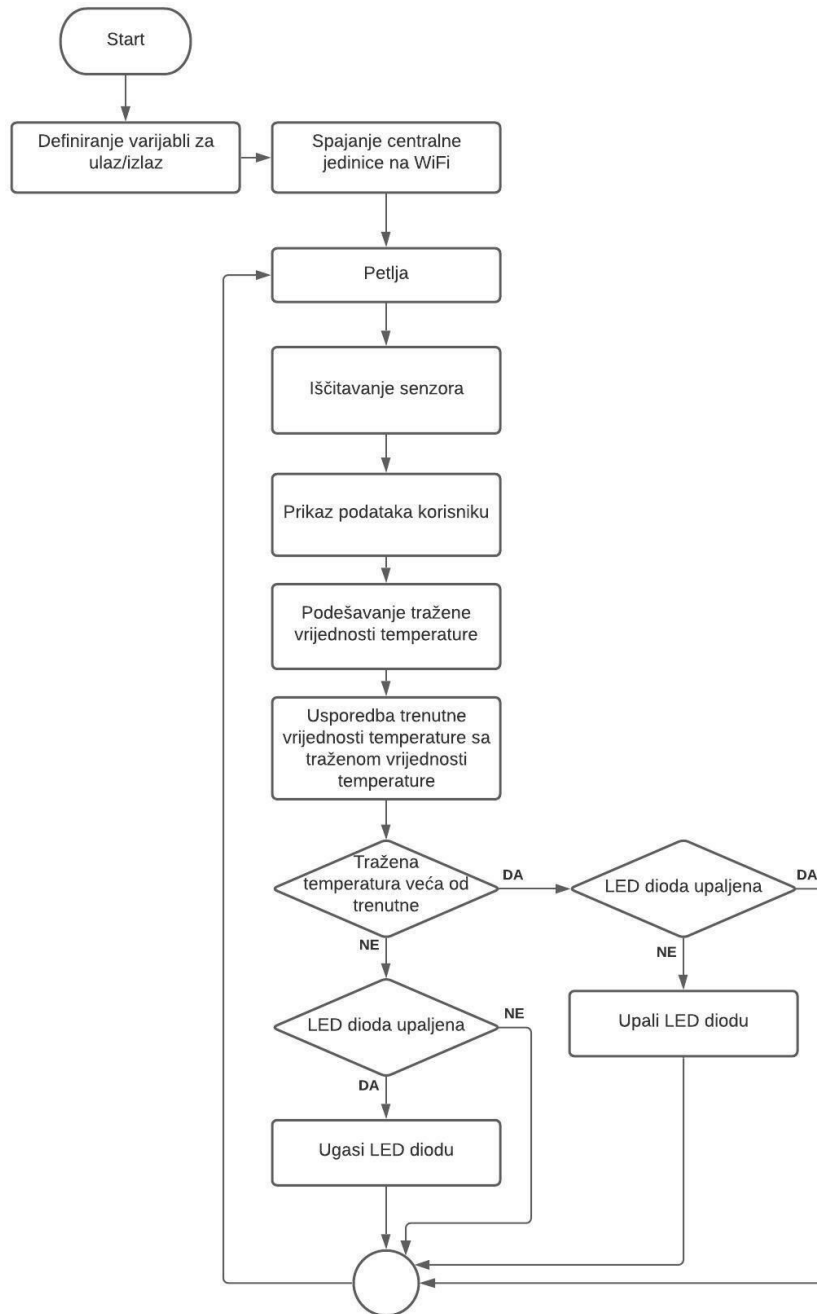 Start
Definiranje varijabli za
ulaz/izlaz
Spajanje centralne
jedinice na WiFi
Petlja
Iščitavanje senzora
Prikaz podataka korisniku
Podešavanje tražene
vrijednosti temperature
Usporedba trenutne
vrijednosti temperature sa
traženom vrijednosti
temperature
Tražena
temperatura veća od
trenutne
DA
LED dioda upaljena
DA
NE
NE
LED dioda upaljena
NE
Upali LED diodu
DA
Ugasi LED diodu